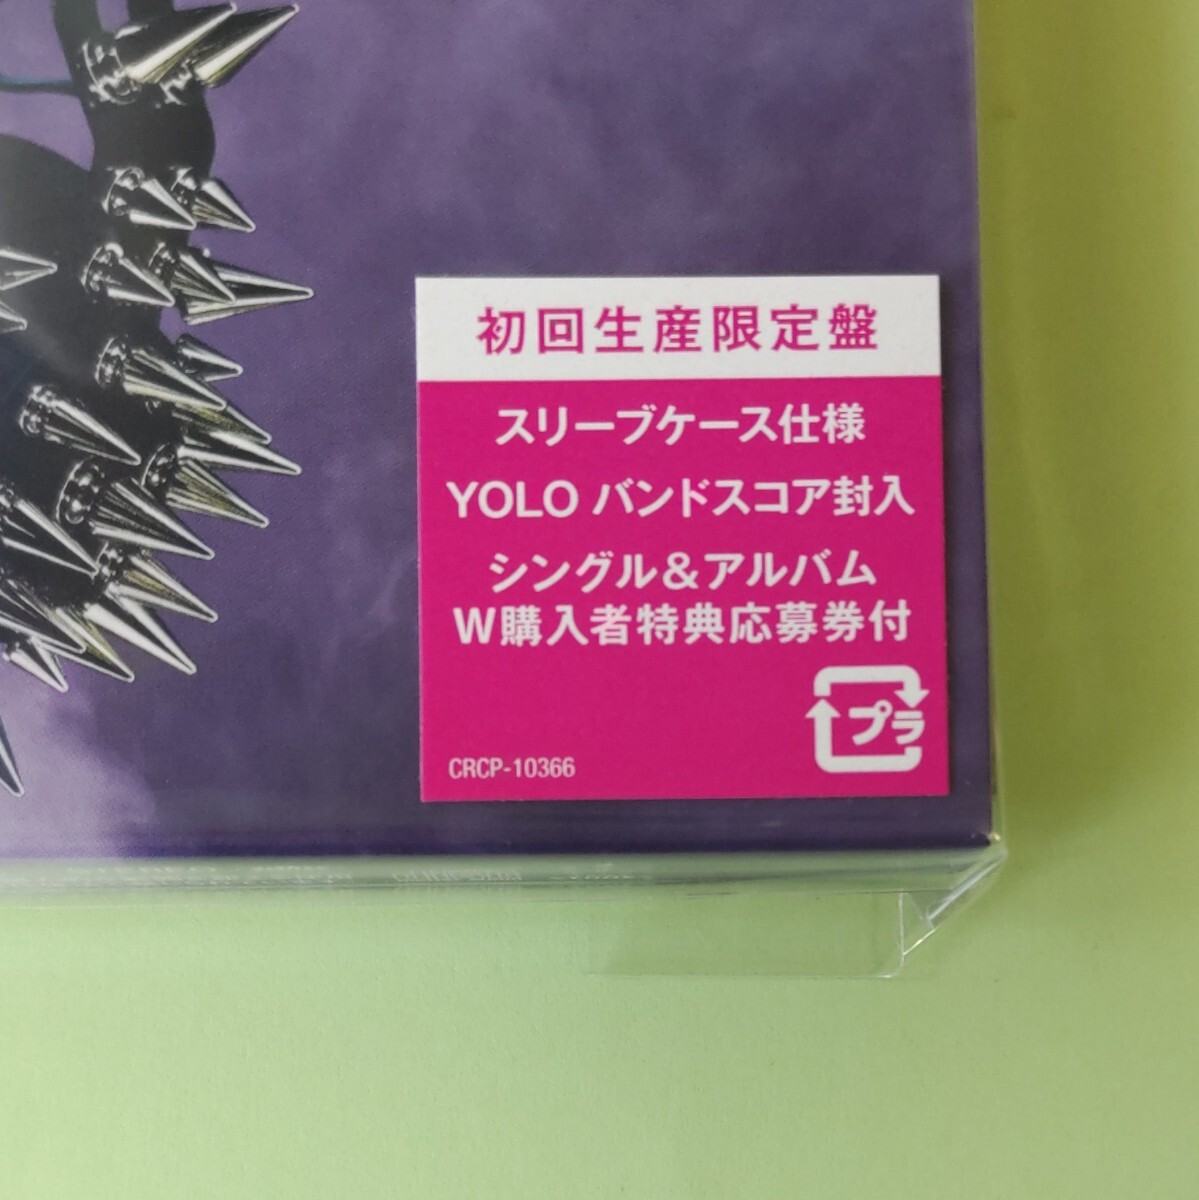 初回生産限定盤
スリーブケース仕様
YOLO バンドスコア封入
シングル&アルバム
W購入者特典応募券付
プラ
CRCP-10366